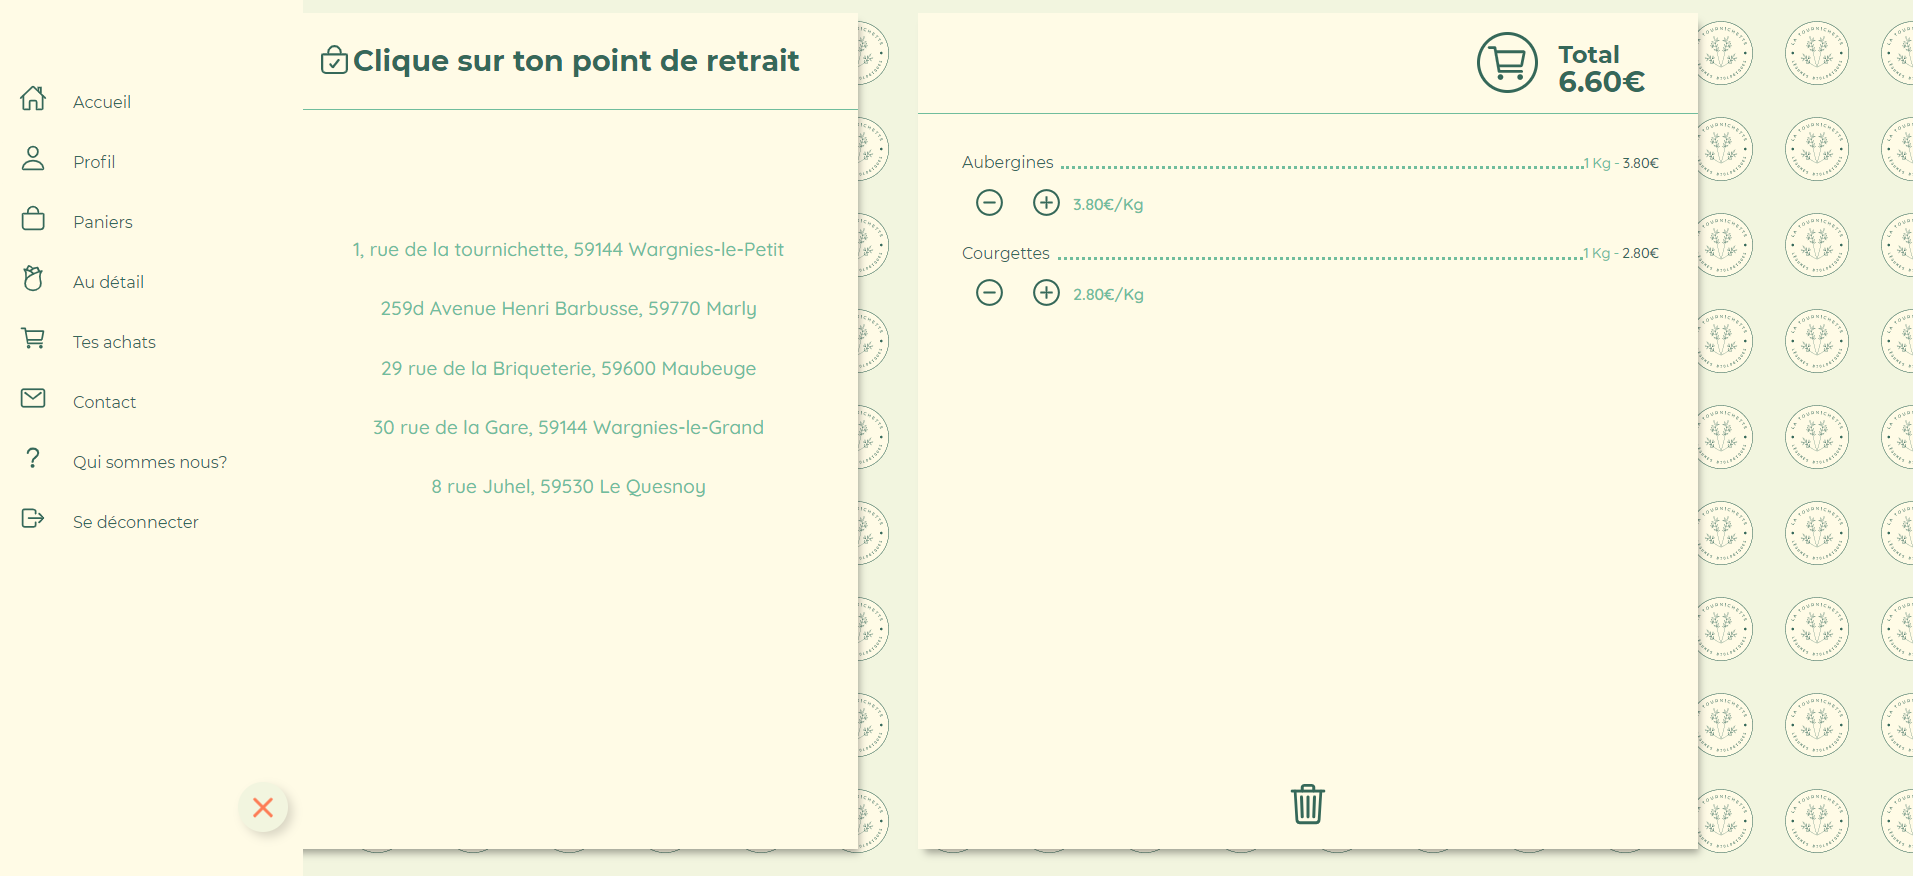 Accueil
Profil
Paniers
Au détail
Tes achats
Contact
Qui sommes nous?
Se déconnecter
Clique sur ton point de retrait
1, rue de la tournichette, 59144 Wargnies-le-Petit
259d Avenue Henri Barbusse, 59770 Marly
29 rue de la Briqueterie, 59600 Maubeuge
30 rue de la Gare, 59144 Wargnies-le-Grand
8 rue Juhel, 59530 Le Quesnoy
Total
6.60€
Aubergines 1 Kg - 3.80€
3.80€/Kg
Courgettes 1 Kg - 2.80€
2.80€/Kg
LA TOURNICHETTE